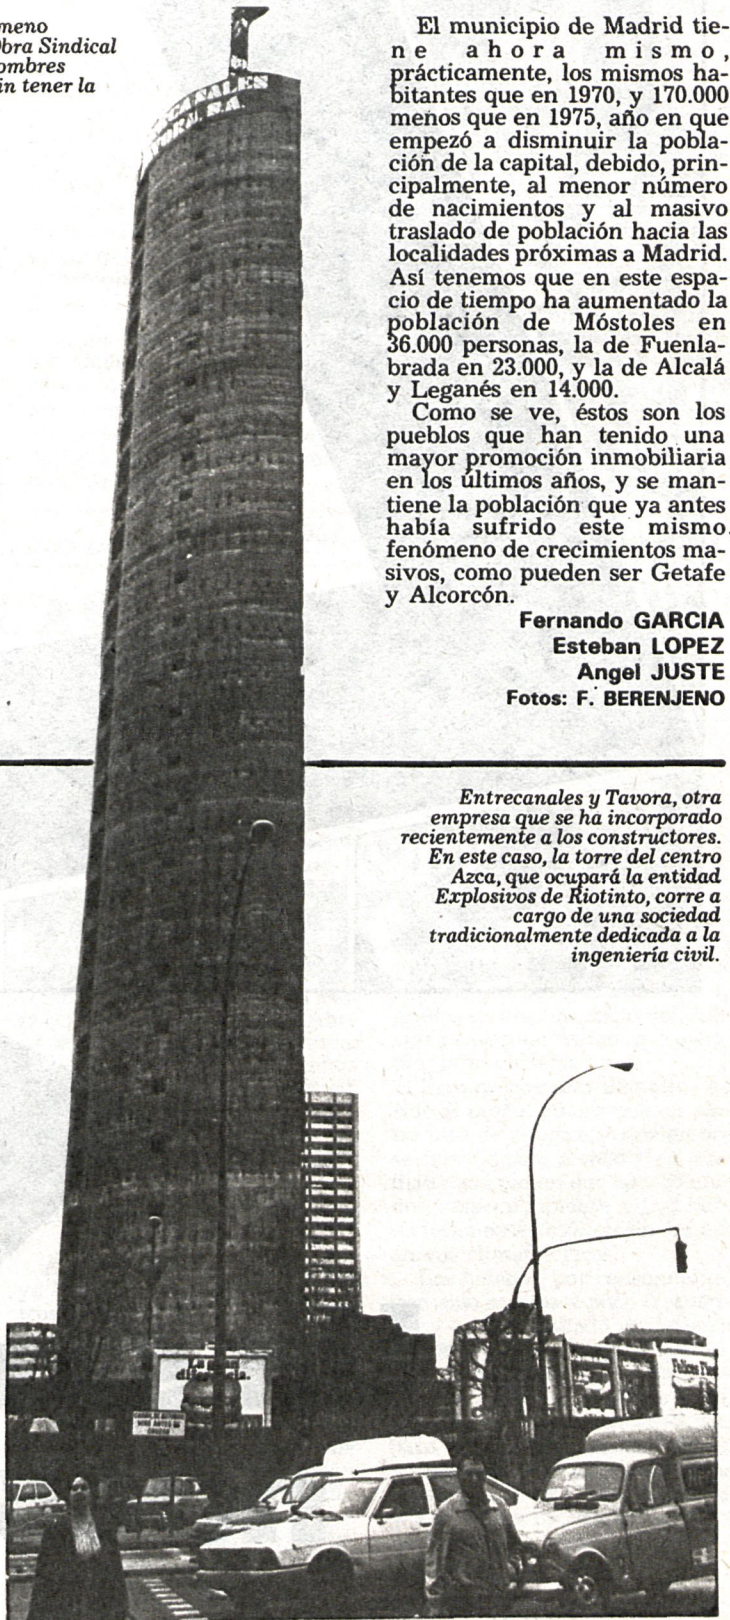 meno
bra Sindical
ombres
in tener la
CANALES
TAVORA S.A.
El municipio de Madrid tie-
ne ahora mismo,
prácticamente, los mismos ha-
bitantes que en 1970, y 170.000
menos que en 1975, año en que
empezó a disminuir la pobla-
ción de la capital, debido, prin-
cipalmente, al menor número
de nacimientos y al masivo
traslado de población hacia las
localidades próximas a Madrid.
Así tenemos que en este espa-
cio de tiempo ha aumentado la
población de Móstoles en
36.000 personas, la de Fuenla-
brada en 23.000, y la de Alcalá
y Leganés en 14.000.
Como se ve, éstos son los
pueblos que han tenido una
mayor promoción inmobiliaria
en los últimos años, y se man-
tiene la población que ya antes
había sufrido este mismo
fenómeno de crecimientos ma-
sivos, como pueden ser Getafe
y Alcorcón.
Fernando GARCIA
Esteban LOPEZ
Angel JUSTE
Fotos: F. BERENJENO
Entrecanales y Tavora, otra
empresa que se ha incorporado
recientemente a los constructores.
En este caso, la torre del centro
Azca, que ocupará la entidad
Explosivos de Riotinto, corre a
cargo de una sociedad
tradicionalmente dedicada a la
ingeniería civil.